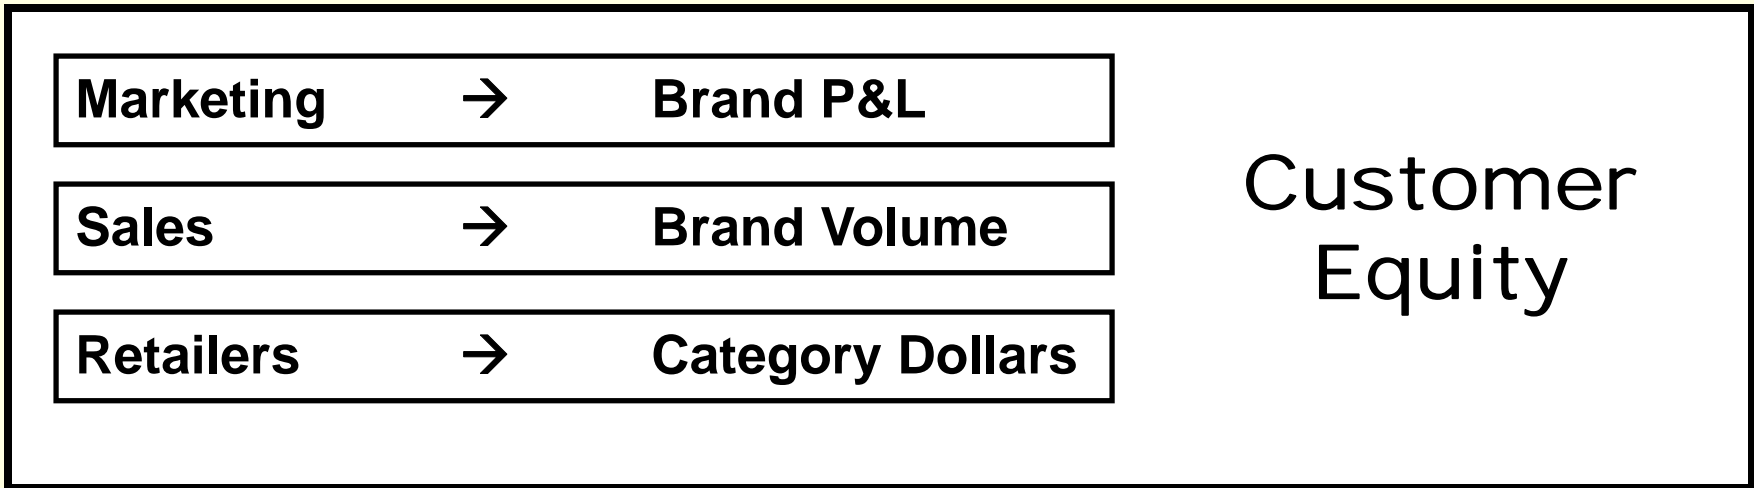 Marketing → Brand P&L
Sales → Brand Volume
Retailers → Category Dollars
Customer
Equity